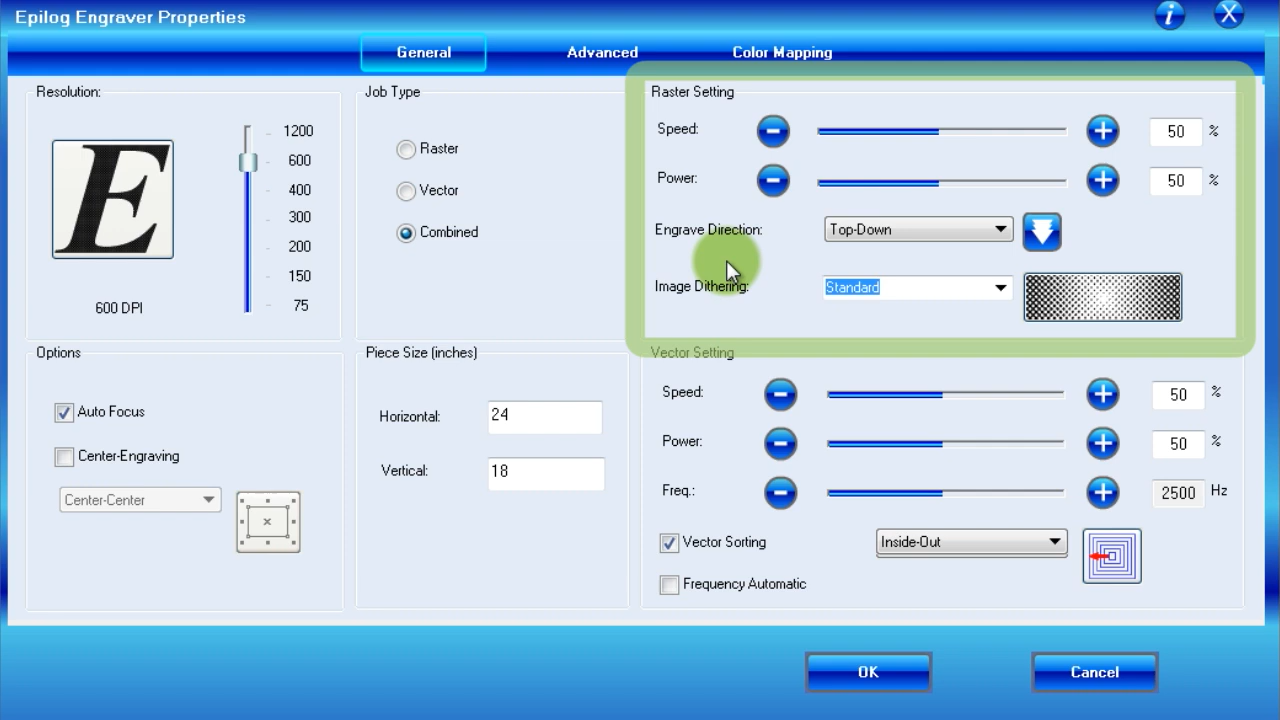 Epilog Engraver Properties
i X
General Advanced Color Mapping
Resolution:
E
1200
600
400
300
200
150
75
600 DPI
Job Type
Raster
Vector
Combined
Raster Setting
Speed: 50 %
Power: 50 %
Engrave Direction: Top-Down
Image Dithering: Standard
Options
Auto Focus
Center-Engraving
Center-Center
Piece Size (inches)
Horizontal: 24
Vertical: 18
Vector Setting
Speed: 50 %
Power: 50 %
Freq.: 2500 Hz
Vector Sorting Inside-Out
Frequency Automatic
OK Cancel